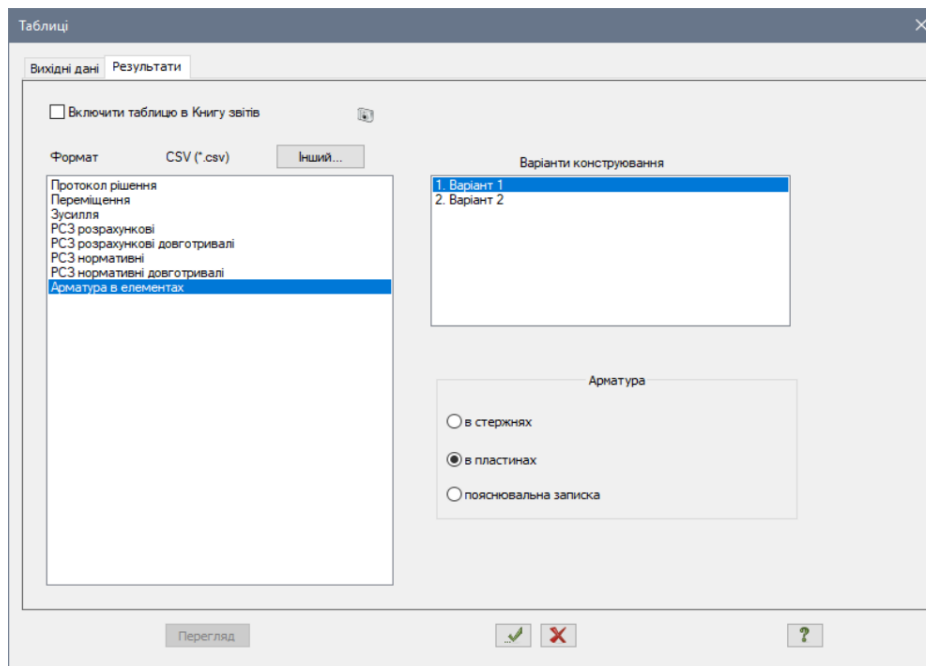 Таблиці
Вихідні дані
Результати
Включити таблицю в Книгу звітів
Формат
CSV (*.csv)
Інший...
Протокол рішення
Переміщення
Зусилля
РСЗ розрахункові
РСЗ розрахункові довготривалі
РСЗ нормативні
РСЗ нормативні довготривалі
Арматура в елементах
Варіанти конструювання
1. Варіант 1
2. Варіант 2
Арматура
в стержнях
в пластинах
пояснювальна записка
Перегляд
?